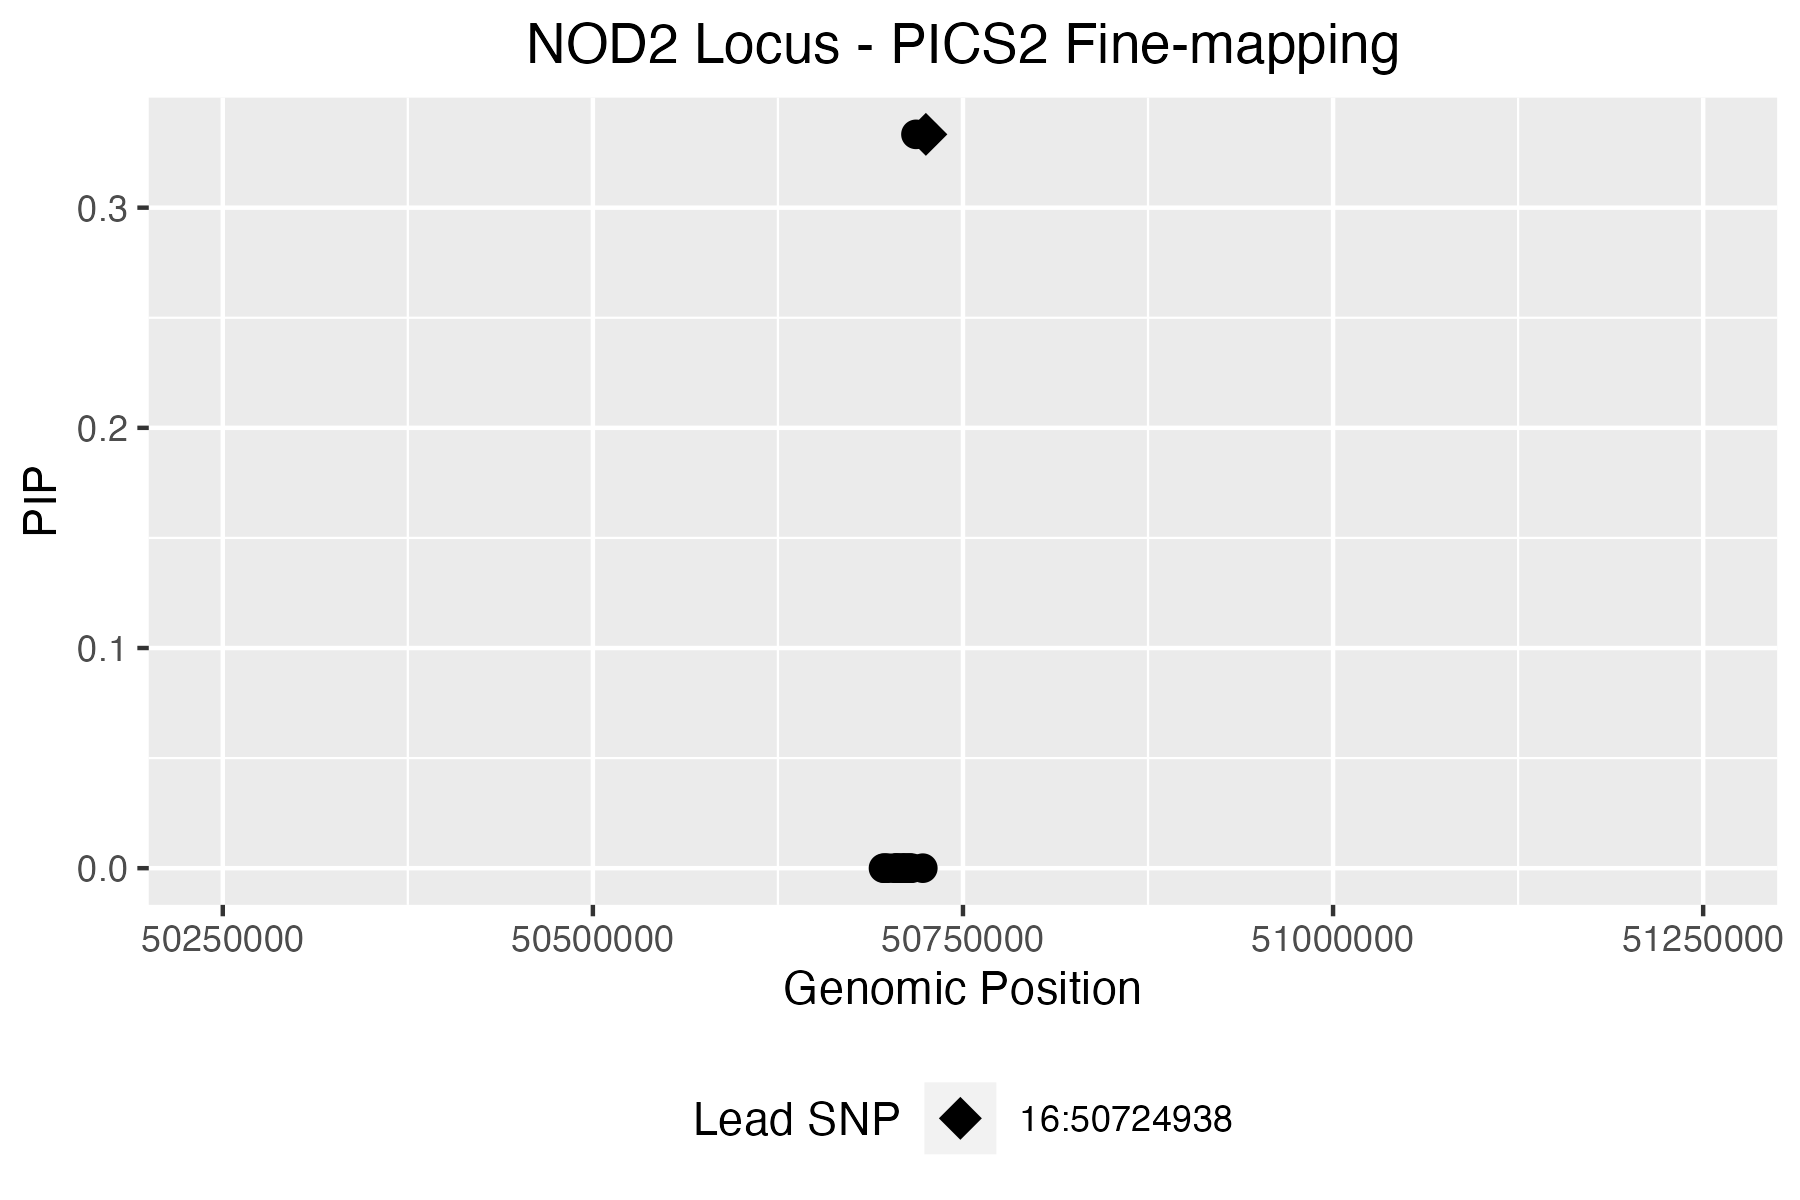 NOD2 Locus - PICS2 Fine-mapping
PIP
0.3
0.2
0.1
0.0
50250000 50500000 50750000 51000000 51250000
Genomic Position
Lead SNP 16:50724938